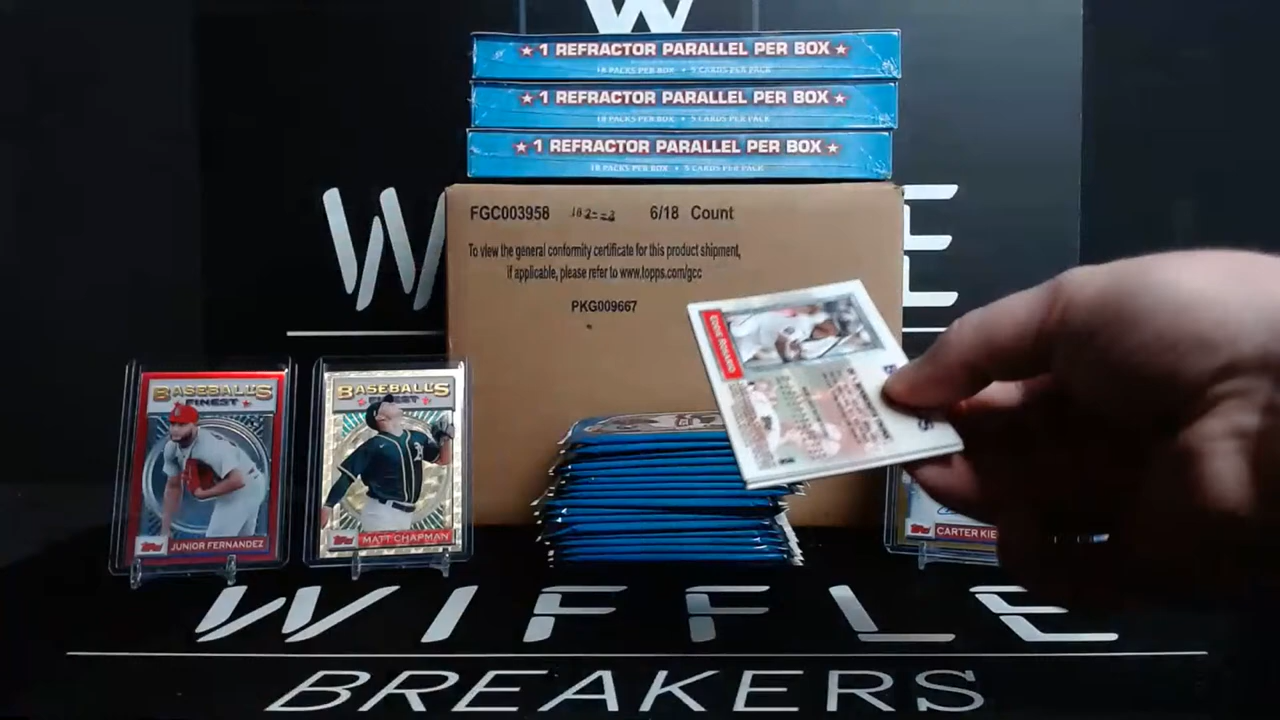 W
★ 1 REFRACTOR PARALLEL PER BOX ★
18 PACKS PER BOX • 5 CARDS PER PACK
★ 1 REFRACTOR PARALLEL PER BOX ★
18 PACKS PER BOX • 5 CARDS PER PACK
★ 1 REFRACTOR PARALLEL PER BOX ★
18 PACKS PER BOX • 5 CARDS PER PACK
FGC003958
6/18 Count
To view the general conformity certificate for this product shipment,
if applicable, please refer to www.topps.com/gcc
PKG009667
W
E
EDDIE ROSARIO
BASEBALL'S
FINEST
Topps
JUNIOR FERNANDEZ
BASEBALL'S
FINEST
Topps
MATT CHAPMAN
Topps
CARTER KIE
WIFFLE
BREAKERS